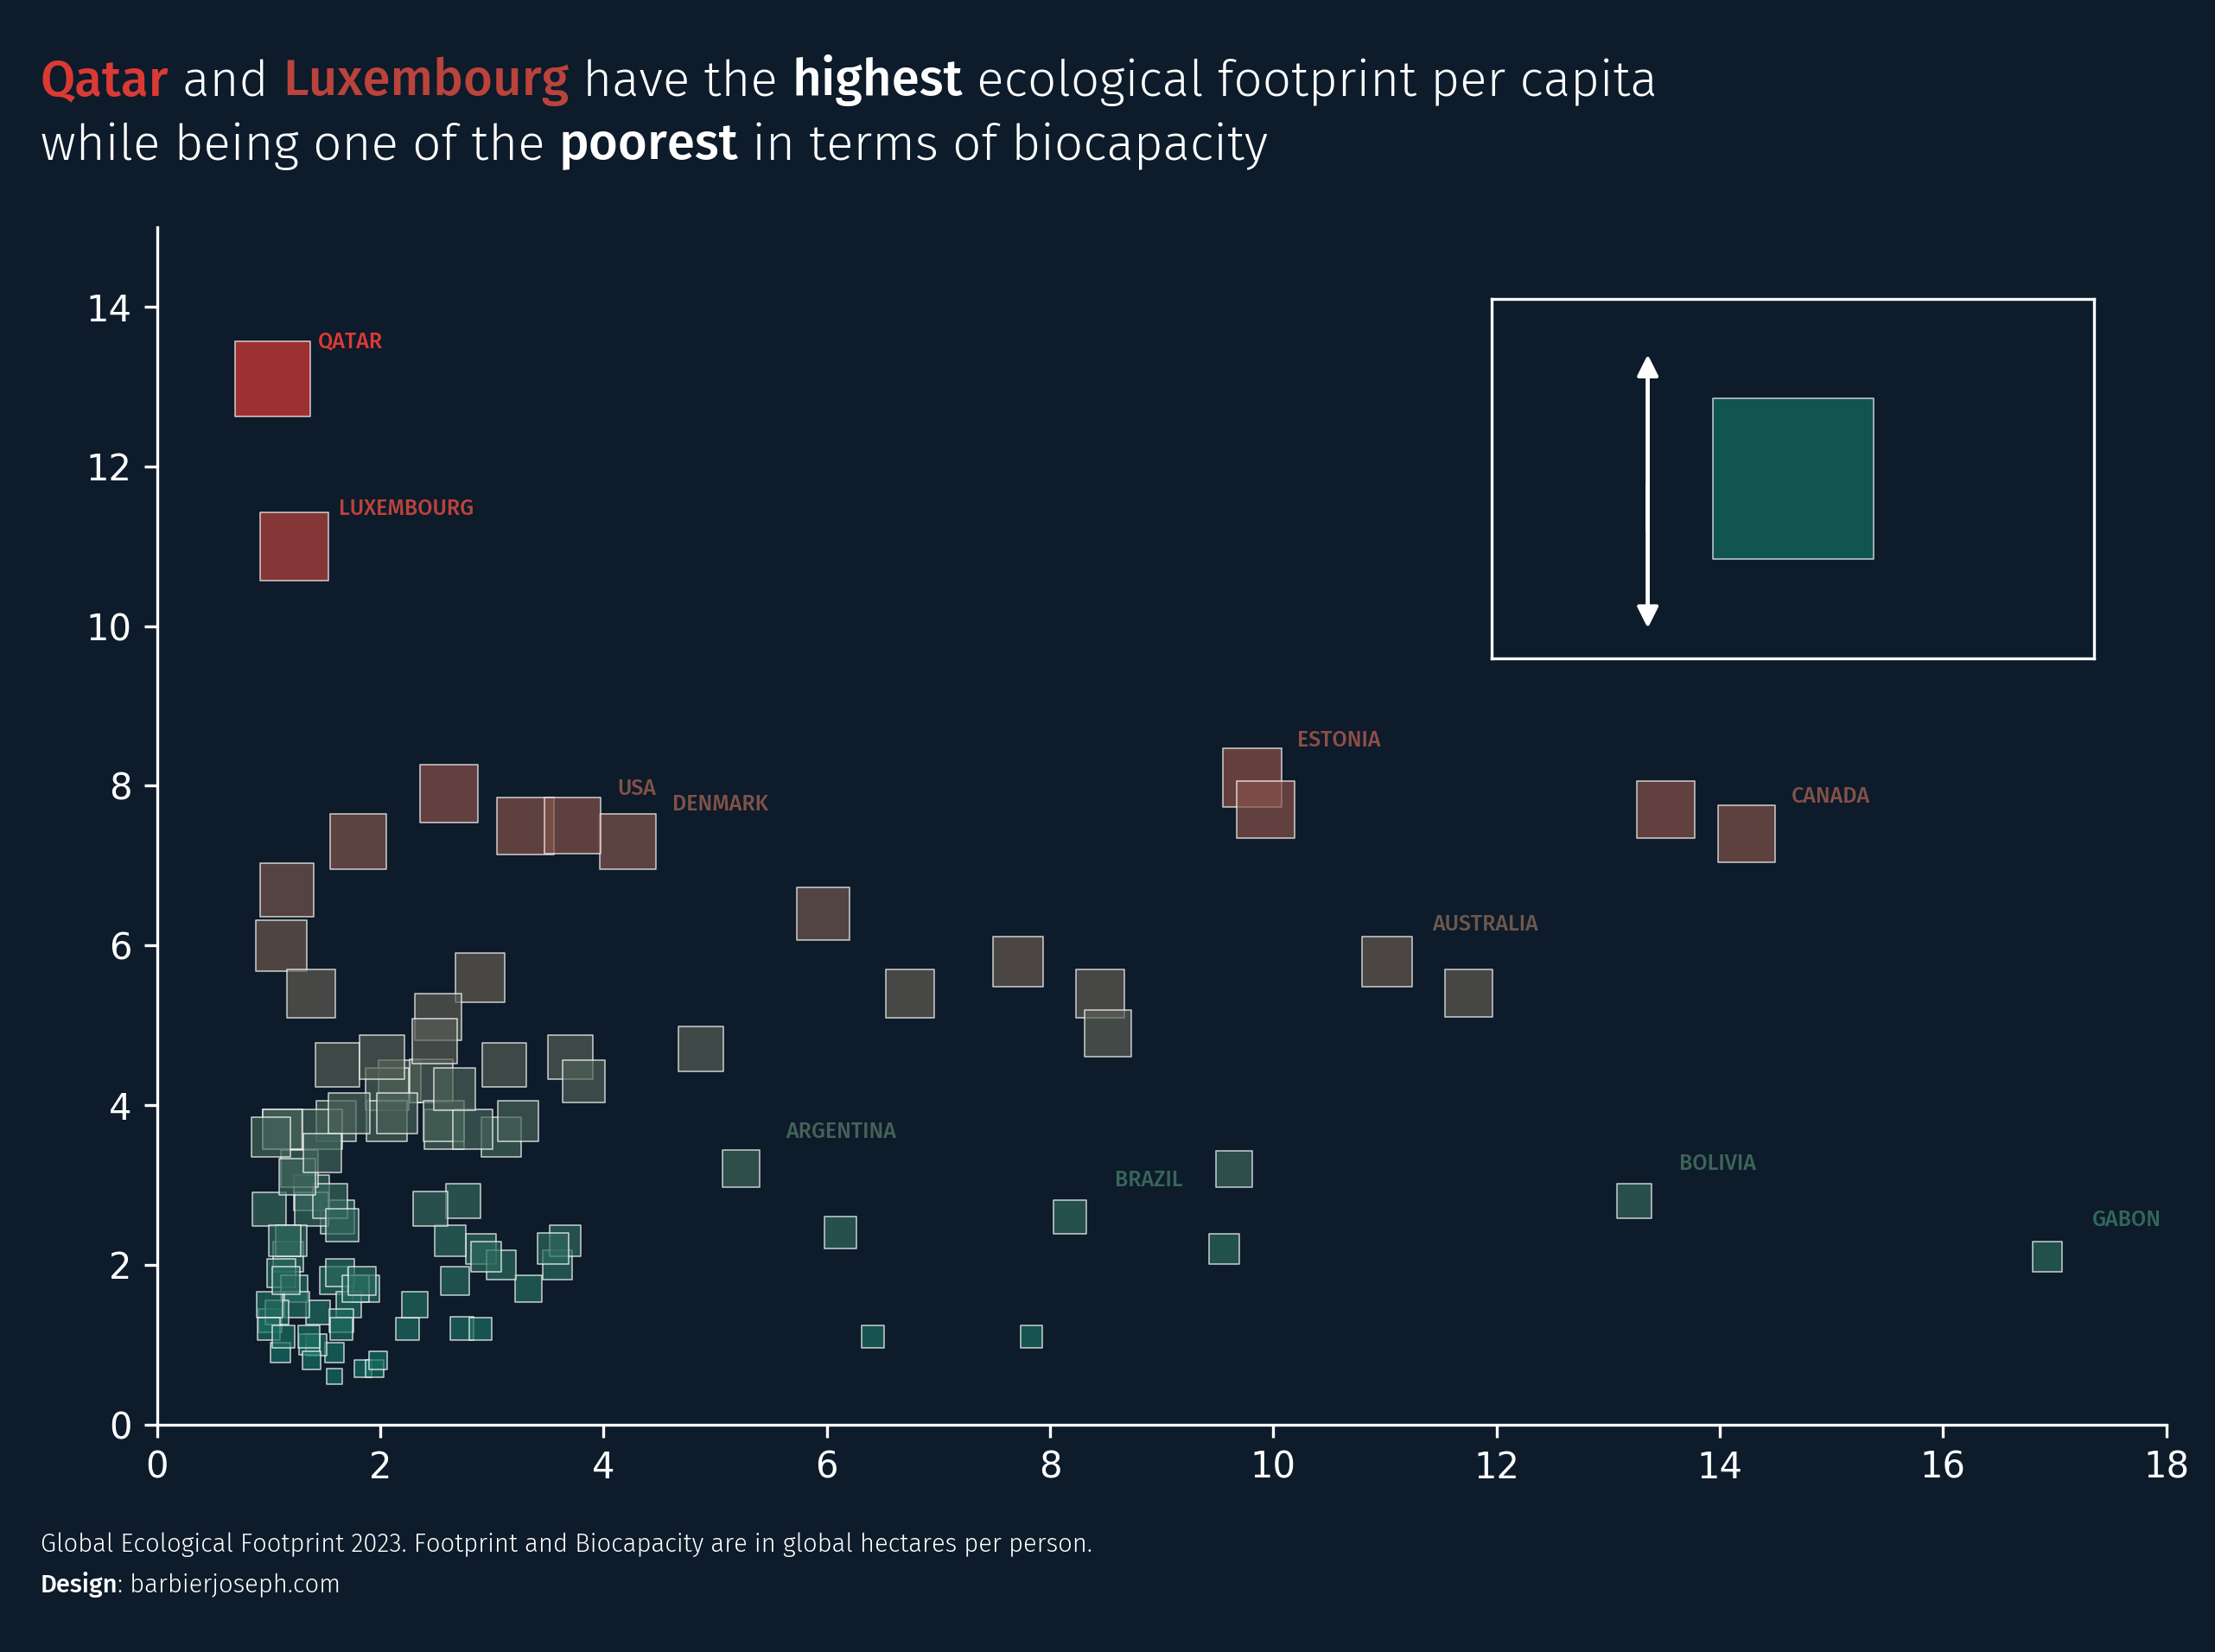 Qatar and Luxembourg have the highest ecological footprint per capita
while being one of the poorest in terms of biocapacity
14
QATAR
12
LUXEMBOURG
10
ESTONIA
8
USA
DENMARK
CANADA
AUSTRALIA
6
4
ARGENTINA
BOLIVIA
BRAZIL
GABON
2
0
0 2 4 6 8 10 12 14 16 18
Global Ecological Footprint 2023. Footprint and Biocapacity are in global hectares per person.
Design: barbierjoseph.com